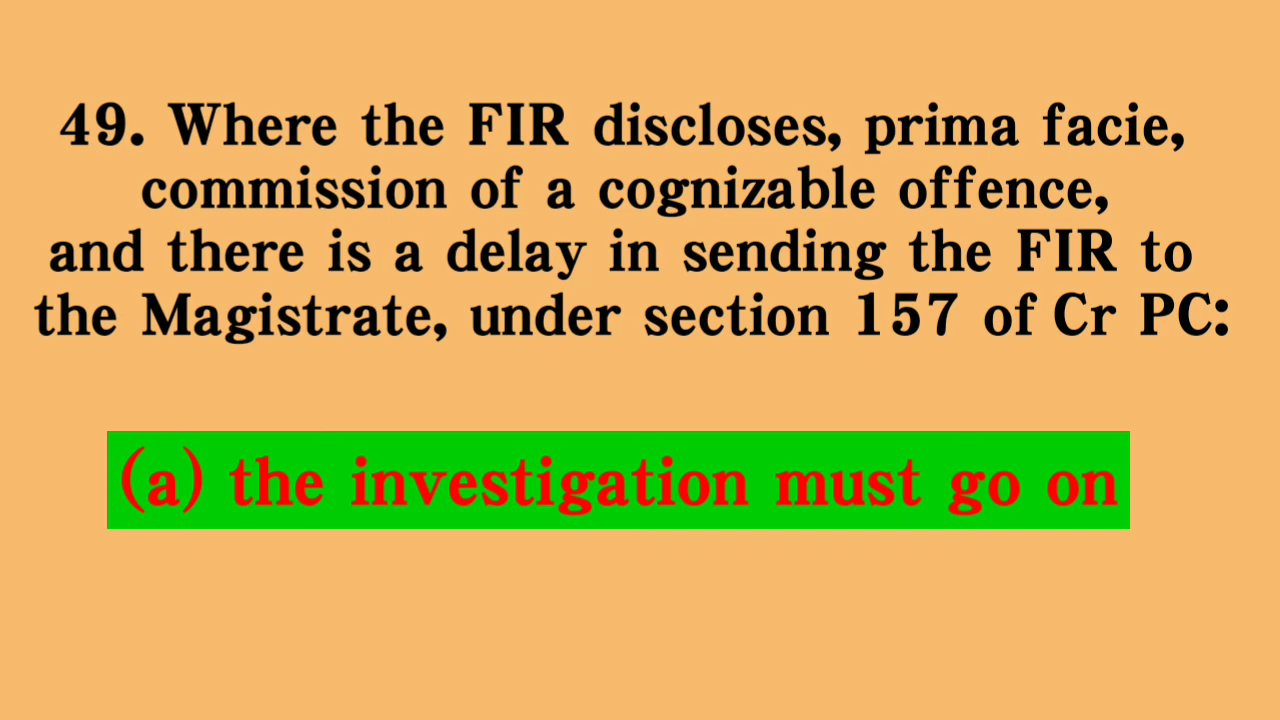 49. Where the FIR discloses, prima facie,
commission of a cognizable offence,
and there is a delay in sending the FIR to
the Magistrate, under section 157 of Cr PC:
(a) the investigation must go on